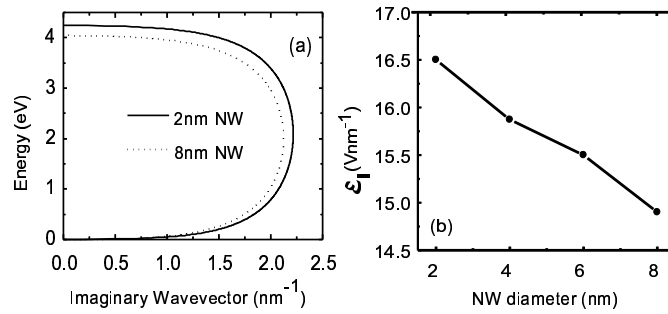 (a)
4
3
2
1
0
Energy (eV)
2nm NW
8nm NW
0.0 0.5 1.0 1.5 2.0 2.5
Imaginary Wavevector (nm⁻¹)
17.0
16.5
16.0
15.5
15.0
14.5
ℰ∥(Vnm⁻¹)
(b)
2 4 6 8
NW diameter (nm)